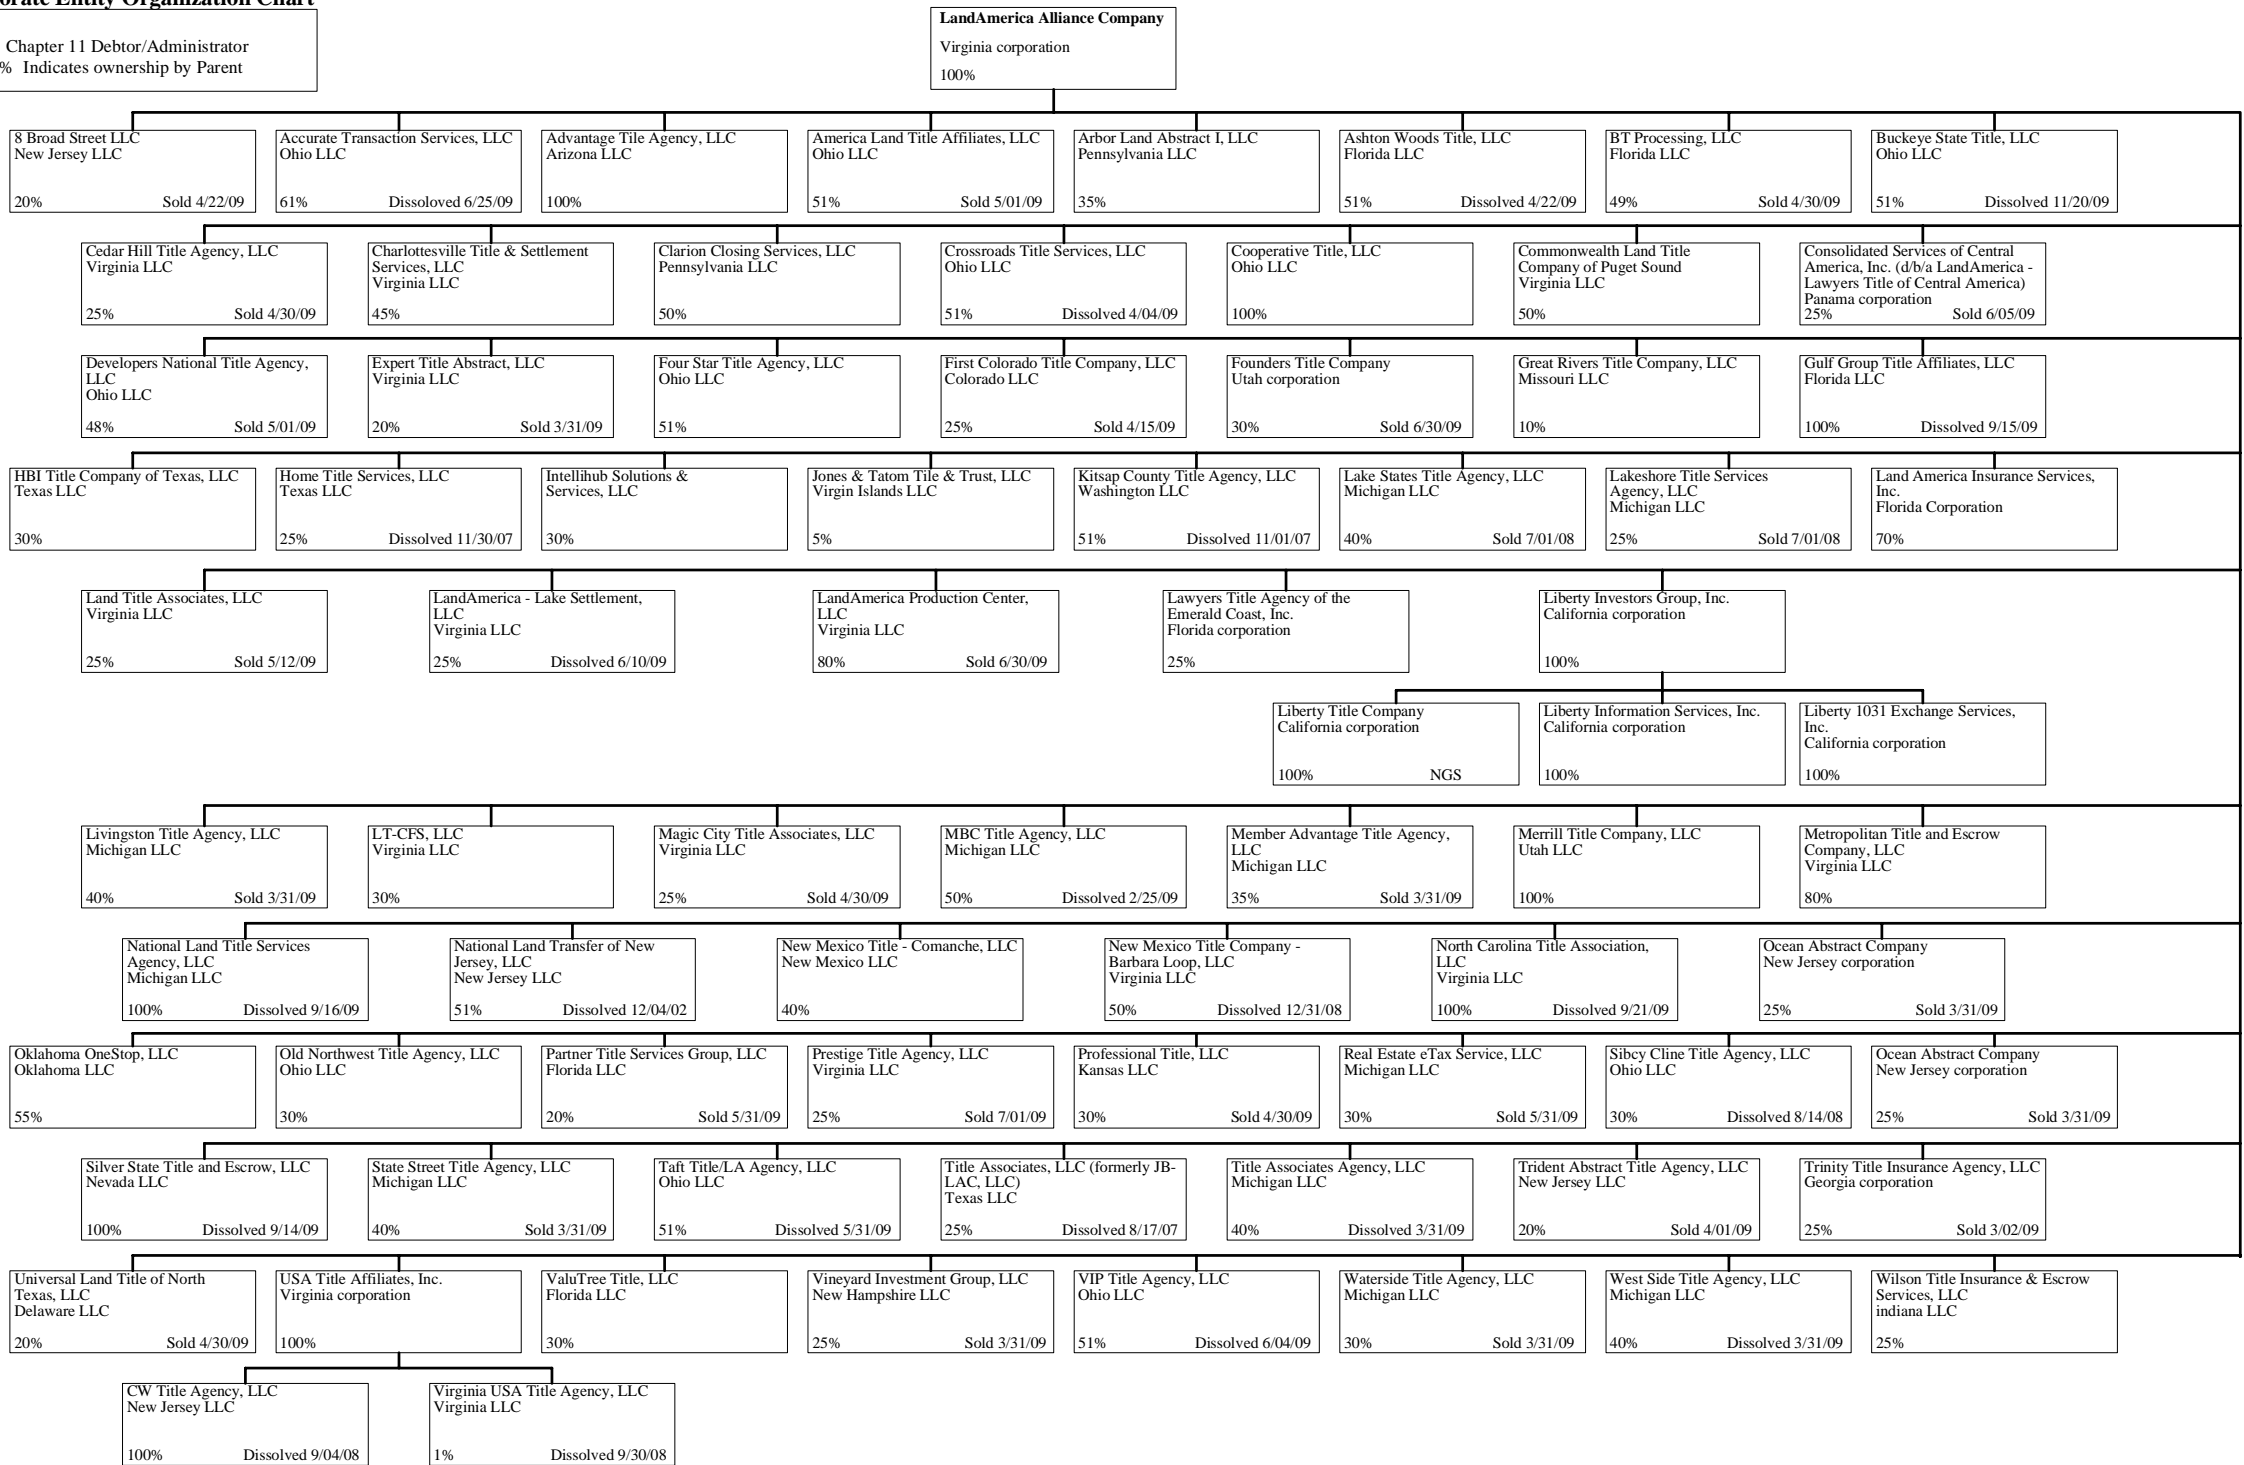 orate Entity Organization Chart
Chapter 11 Debtor/Administrator
% Indicates ownership by Parent
LandAmerica Alliance Company
Virginia corporation
100%
8 Broad Street LLC
New Jersey LLC
20% Sold 4/22/09
Accurate Transaction Services, LLC
Ohio LLC
61% Dissoloved 6/25/09
Advantage Tile Agency, LLC
Arizona LLC
100%
America Land Title Affiliates, LLC
Ohio LLC
51% Sold 5/01/09
Arbor Land Abstract I, LLC
Pennsylvania LLC
35%
Ashton Woods Title, LLC
Florida LLC
51% Dissolved 4/22/09
BT Processing, LLC
Florida LLC
49% Sold 4/30/09
Buckeye State Title, LLC
Ohio LLC
51% Dissolved 11/20/09
Cedar Hill Title Agency, LLC
Virginia LLC
25% Sold 4/30/09
Charlottesville Title & Settlement
Services, LLC
Virginia LLC
45%
Clarion Closing Services, LLC
Pennsylvania LLC
50%
Crossroads Title Services, LLC
Ohio LLC
51% Dissolved 4/04/09
Cooperative Title, LLC
Ohio LLC
100%
Commonwealth Land Title
Company of Puget Sound
Virginia LLC
50%
Consolidated Services of Central
America, Inc. (d/b/a LandAmerica -
Lawyers Title of Central America)
Panama corporation
25% Sold 6/05/09
Developers National Title Agency,
LLC
Ohio LLC
48% Sold 5/01/09
Expert Title Abstract, LLC
Virginia LLC
20% Sold 3/31/09
Four Star Title Agency, LLC
Ohio LLC
51%
First Colorado Title Company, LLC
Colorado LLC
25% Sold 4/15/09
Founders Title Company
Utah corporation
30% Sold 6/30/09
Great Rivers Title Company, LLC
Missouri LLC
10%
Gulf Group Title Affiliates, LLC
Florida LLC
100% Dissolved 9/15/09
HBI Title Company of Texas, LLC
Texas LLC
30%
Home Title Services, LLC
Texas LLC
25% Dissolved 11/30/07
Intellihub Solutions &
Services, LLC
30%
Jones & Tatom Tile & Trust, LLC
Virgin Islands LLC
5%
Kitsap County Title Agency, LLC
Washington LLC
51% Dissolved 11/01/07
Lake States Title Agency, LLC
Michigan LLC
40% Sold 7/01/08
Lakeshore Title Services
Agency, LLC
Michigan LLC
25% Sold 7/01/08
Land America Insurance Services,
Inc.
Florida Corporation
70%
Land Title Associates, LLC
Virginia LLC
25% Sold 5/12/09
LandAmerica - Lake Settlement,
LLC
Virginia LLC
25% Dissolved 6/10/09
LandAmerica Production Center,
LLC
Virginia LLC
80% Sold 6/30/09
Lawyers Title Agency of the
Emerald Coast, Inc.
Florida corporation
25%
Liberty Investors Group, Inc.
California corporation
100%
Liberty Title Company
California corporation
100% NGS
Liberty Information Services, Inc.
California corporation
100%
Liberty 1031 Exchange Services,
Inc.
California corporation
100%
Livingston Title Agency, LLC
Michigan LLC
40% Sold 3/31/09
LT-CFS, LLC
Virginia LLC
30%
Magic City Title Associates, LLC
Virginia LLC
25% Sold 4/30/09
MBC Title Agency, LLC
Michigan LLC
50% Dissolved 2/25/09
Member Advantage Title Agency,
LLC
Michigan LLC
35% Sold 3/31/09
Merrill Title Company, LLC
Utah LLC
100%
Metropolitan Title and Escrow
Company, LLC
Virginia LLC
80%
National Land Title Services
Agency, LLC
Michigan LLC
100% Dissolved 9/16/09
National Land Transfer of New
Jersey, LLC
New Jersey LLC
51% Dissolved 12/04/02
New Mexico Title - Comanche, LLC
New Mexico LLC
40%
New Mexico Title Company -
Barbara Loop, LLC
Virginia LLC
50% Dissolved 12/31/08
North Carolina Title Association,
LLC
Virginia LLC
100% Dissolved 9/21/09
Ocean Abstract Company
New Jersey corporation
25% Sold 3/31/09
Oklahoma OneStop, LLC
Oklahoma LLC
55%
Old Northwest Title Agency, LLC
Ohio LLC
30%
Partner Title Services Group, LLC
Florida LLC
20% Sold 5/31/09
Prestige Title Agency, LLC
Virginia LLC
25% Sold 7/01/09
Professional Title, LLC
Kansas LLC
30% Sold 4/30/09
Real Estate eTax Service, LLC
Michigan LLC
30% Sold 5/31/09
Sibcy Cline Title Agency, LLC
Ohio LLC
30% Dissolved 8/14/08
Ocean Abstract Company
New Jersey corporation
25% Sold 3/31/09
Silver State Title and Escrow, LLC
Nevada LLC
100% Dissolved 9/14/09
State Street Title Agency, LLC
Michigan LLC
40% Sold 3/31/09
Taft Title/LA Agency, LLC
Ohio LLC
51% Dissolved 5/31/09
Title Associates, LLC (formerly JB-
LAC, LLC)
Texas LLC
25% Dissolved 8/17/07
Title Associates Agency, LLC
Michigan LLC
40% Dissolved 3/31/09
Trident Abstract Title Agency, LLC
New Jersey LLC
20% Sold 4/01/09
Trinity Title Insurance Agency, LLC
Georgia corporation
25% Sold 3/02/09
Universal Land Title of North
Texas, LLC
Delaware LLC
20% Sold 4/30/09
USA Title Affiliates, Inc.
Virginia corporation
100%
ValuTree Title, LLC
Florida LLC
30%
Vineyard Investment Group, LLC
New Hampshire LLC
25% Sold 3/31/09
VIP Title Agency, LLC
Ohio LLC
51% Dissolved 6/04/09
Waterside Title Agency, LLC
Michigan LLC
30% Sold 3/31/09
West Side Title Agency, LLC
Michigan LLC
40% Dissolved 3/31/09
Wilson Title Insurance & Escrow
Services, LLC
indiana LLC
25%
CW Title Agency, LLC
New Jersey LLC
100% Dissolved 9/04/08
Virginia USA Title Agency, LLC
Virginia LLC
1% Dissolved 9/30/08